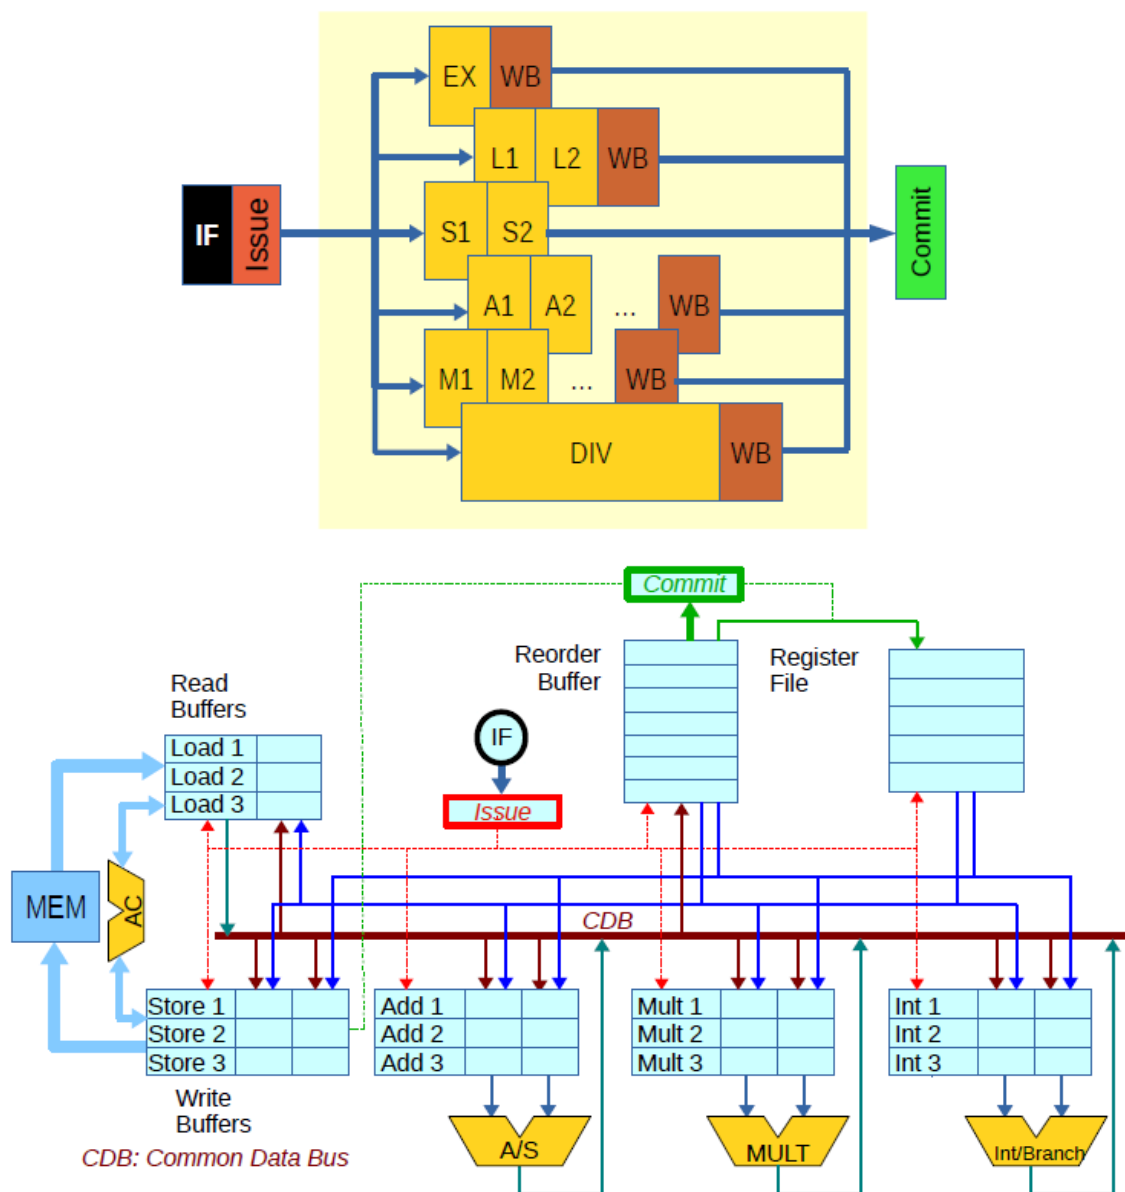 EX WB
L1 L2 WB
IF Issue S1 S2 Commit
A1 A2 ... WB
M1 M2 ... WB
DIV WB
Commit
Reorder
Buffer
Register
File
Read
Buffers
IF
Load 1
Load 2
Load 3
Issue
MEM
AC
CDB
Store 1
Store 2
Store 3
Add 1
Add 2
Add 3
Mult 1
Mult 2
Mult 3
Int 1
Int 2
Int 3
Write
Buffers
A/S
MULT
Int/Branch
CDB: Common Data Bus